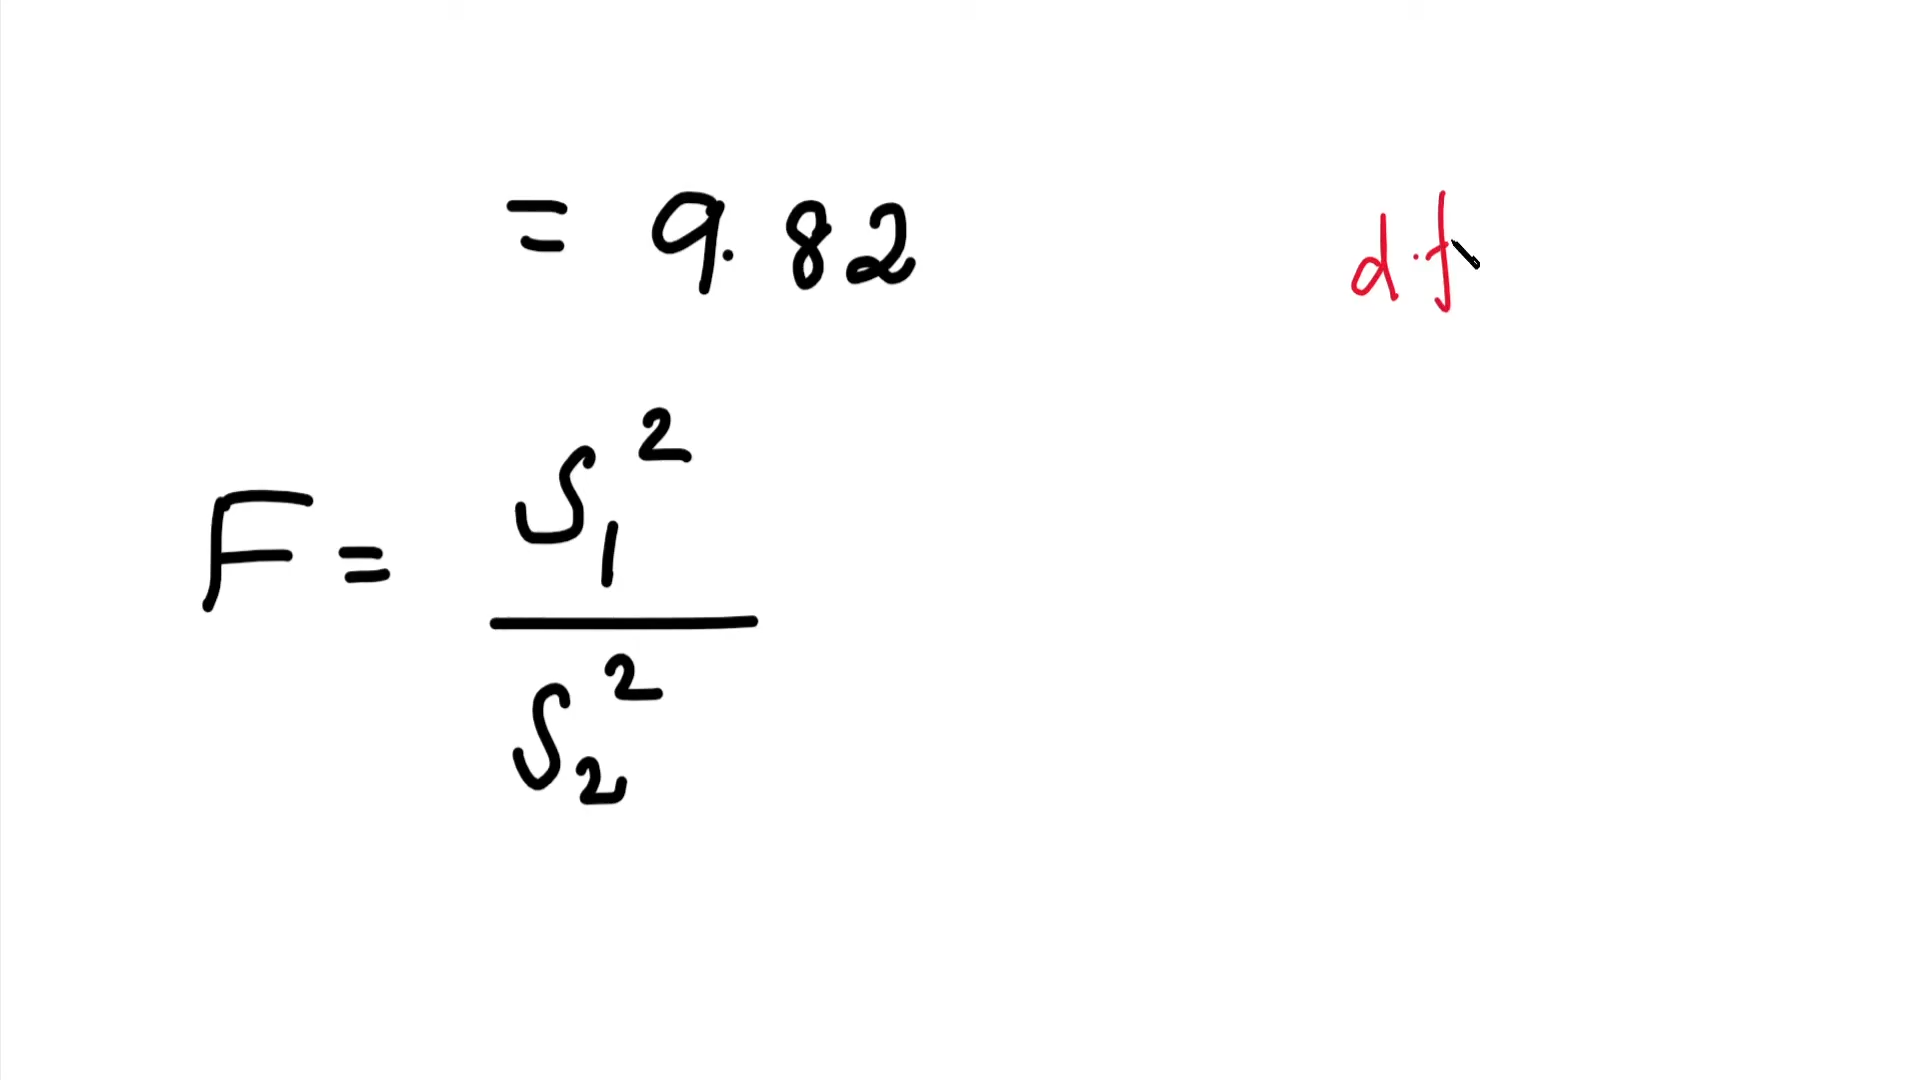 = 9.82 d.f
F = S₁² / S₂²